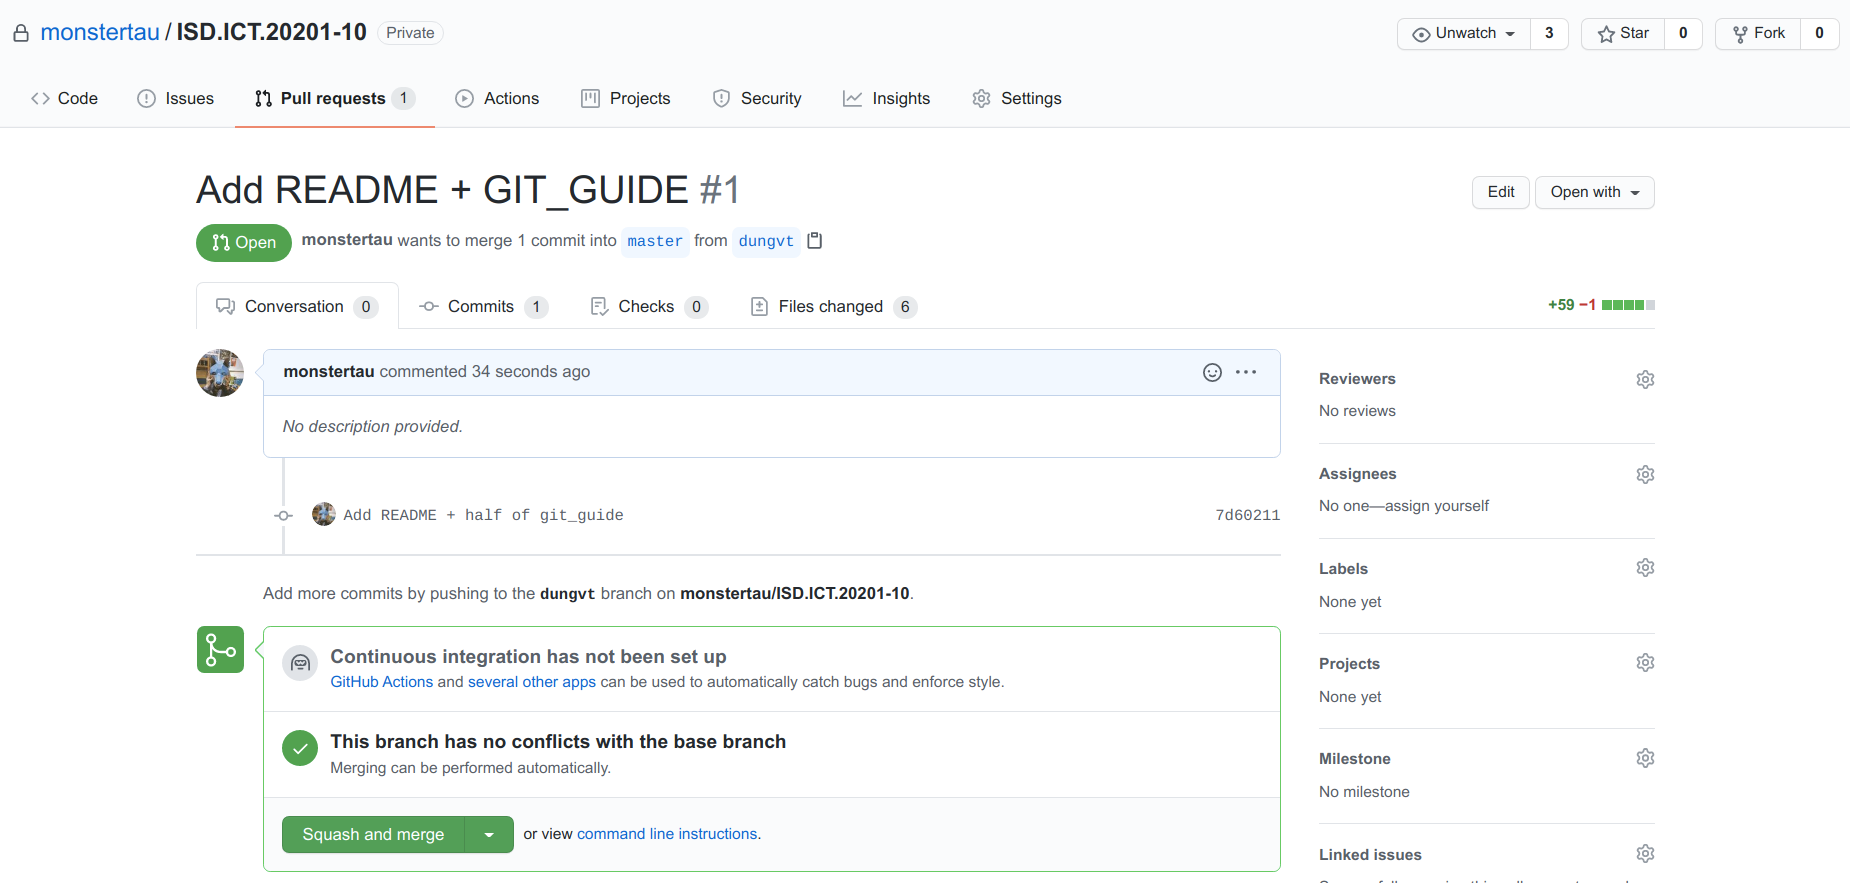 monstertau / ISD.ICT.20201-10 Private
Unwatch 3 Star 0 Fork 0
Code Issues Pull requests 1 Actions Projects Security Insights Settings
Add README + GIT_GUIDE #1
Edit Open with
Open monstertau wants to merge 1 commit into master from dungvt
Conversation 0 Commits 1 Checks 0 Files changed 6 +59 −1
monstertau commented 34 seconds ago
No description provided.
Add README + half of git_guide 7d60211
Add more commits by pushing to the dungvt branch on monstertau/ISD.ICT.20201-10.
Continuous integration has not been set up
GitHub Actions and several other apps can be used to automatically catch bugs and enforce style.
This branch has no conflicts with the base branch
Merging can be performed automatically.
Squash and merge or view command line instructions.
Reviewers
No reviews
Assignees
No one—assign yourself
Labels
None yet
Projects
None yet
Milestone
No milestone
Linked issues